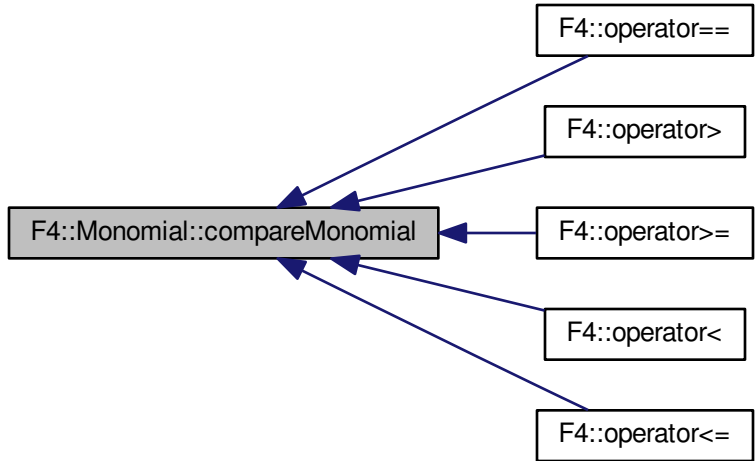 F4::operator==
F4::operator>
F4::Monomial::compareMonomial
F4::operator>=
F4::operator<
F4::operator<=